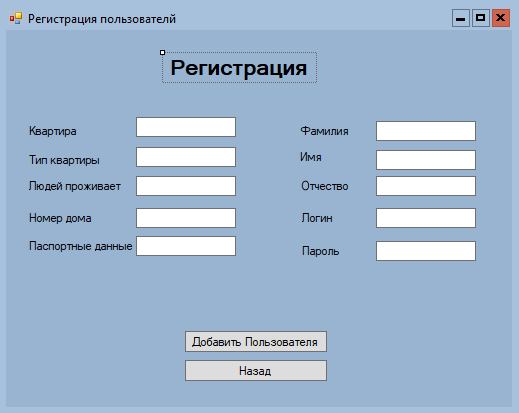 Регистрация пользователй
Регистрация
Квартира
Тип квартиры
Людей проживает
Номер дома
Паспортные данные
Фамилия
Имя
Отчество
Логин
Пароль
Добавить Пользователя
Назад